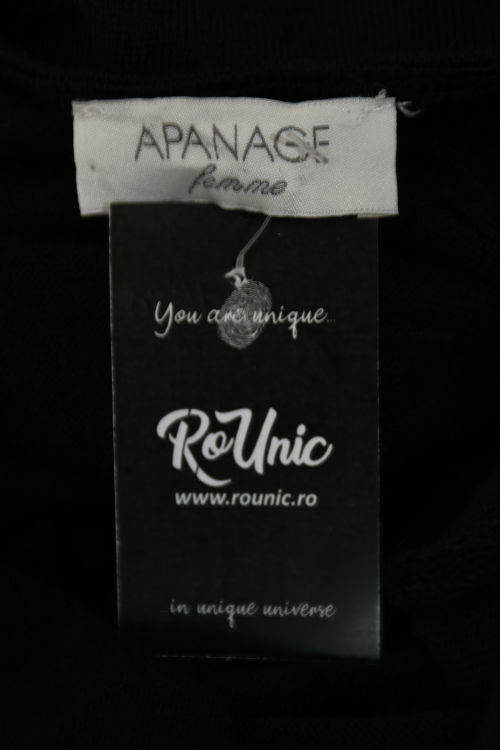 APANAGE
femme
You are unique...
RoUnic
www.rounic.ro
...in unique universe